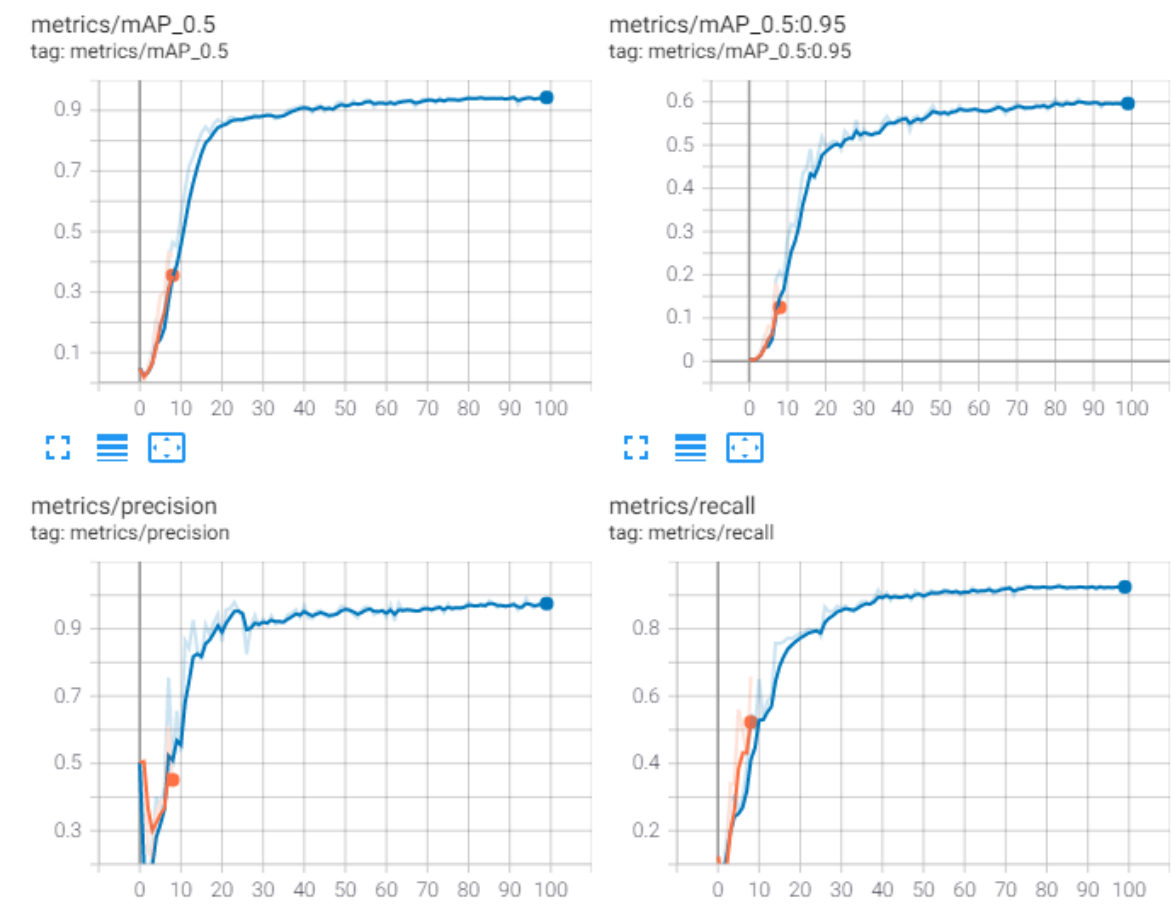 metrics/mAP_0.5
tag: metrics/mAP_0.5
0.9
0.7
0.5
0.3
0.1
0 10 20 30 40 50 60 70 80 90 100
metrics/mAP_0.5:0.95
tag: metrics/mAP_0.5:0.95
0.6
0.5
0.4
0.3
0.2
0.1
0
0 10 20 30 40 50 60 70 80 90 100
metrics/precision
tag: metrics/precision
0.9
0.7
0.5
0.3
0 10 20 30 40 50 60 70 80 90 100
metrics/recall
tag: metrics/recall
0.8
0.6
0.4
0.2
0 10 20 30 40 50 60 70 80 90 100